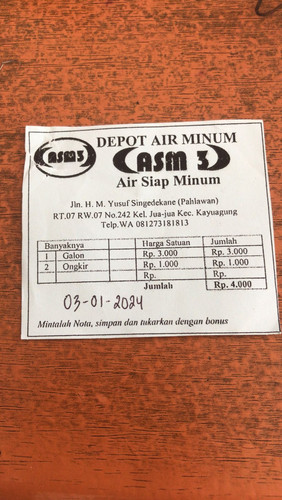 ASM3
DEPOT AIR MINUM
ASM 3
Air Siap Minum
Jln. H. M. Yusuf Singedekane (Pahlawan)
RT.07 RW.07 No.242 Kel. Jua-jua Kec. Kayuagung
Telp.WA 081273181813
Banyaknya Harga Satuan Jumlah
1 Galon Rp. 3.000 Rp. 3.000
2 Ongkir Rp. 1.000 Rp. 1.000
Rp. Rp.
Jumlah Rp. 4.000
03-01-2024
Mintalah Nota, simpan dan tukarkan dengan bonus